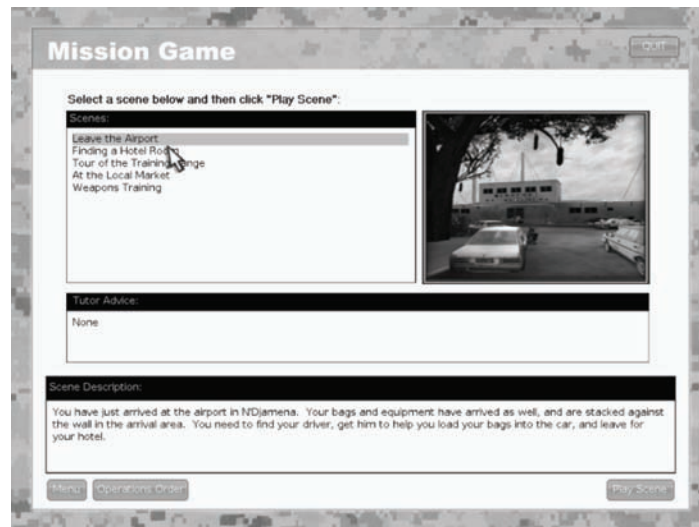 Mission Game
QUIT
Select a scene below and then click "Play Scene":
Scenes:
Leave the Airport
Finding a Hotel Room
Tour of the Training Range
At the Local Market
Weapons Training
Tutor Advice:
None
Scene Description:
You have just arrived at the airport in N'Djamena. Your bags and equipment have arrived as well, and are stacked against
the wall in the arrival area. You need to find your driver, get him to help you load your bags into the car, and leave for
your hotel.
Menu
Operations Order
Play Scene